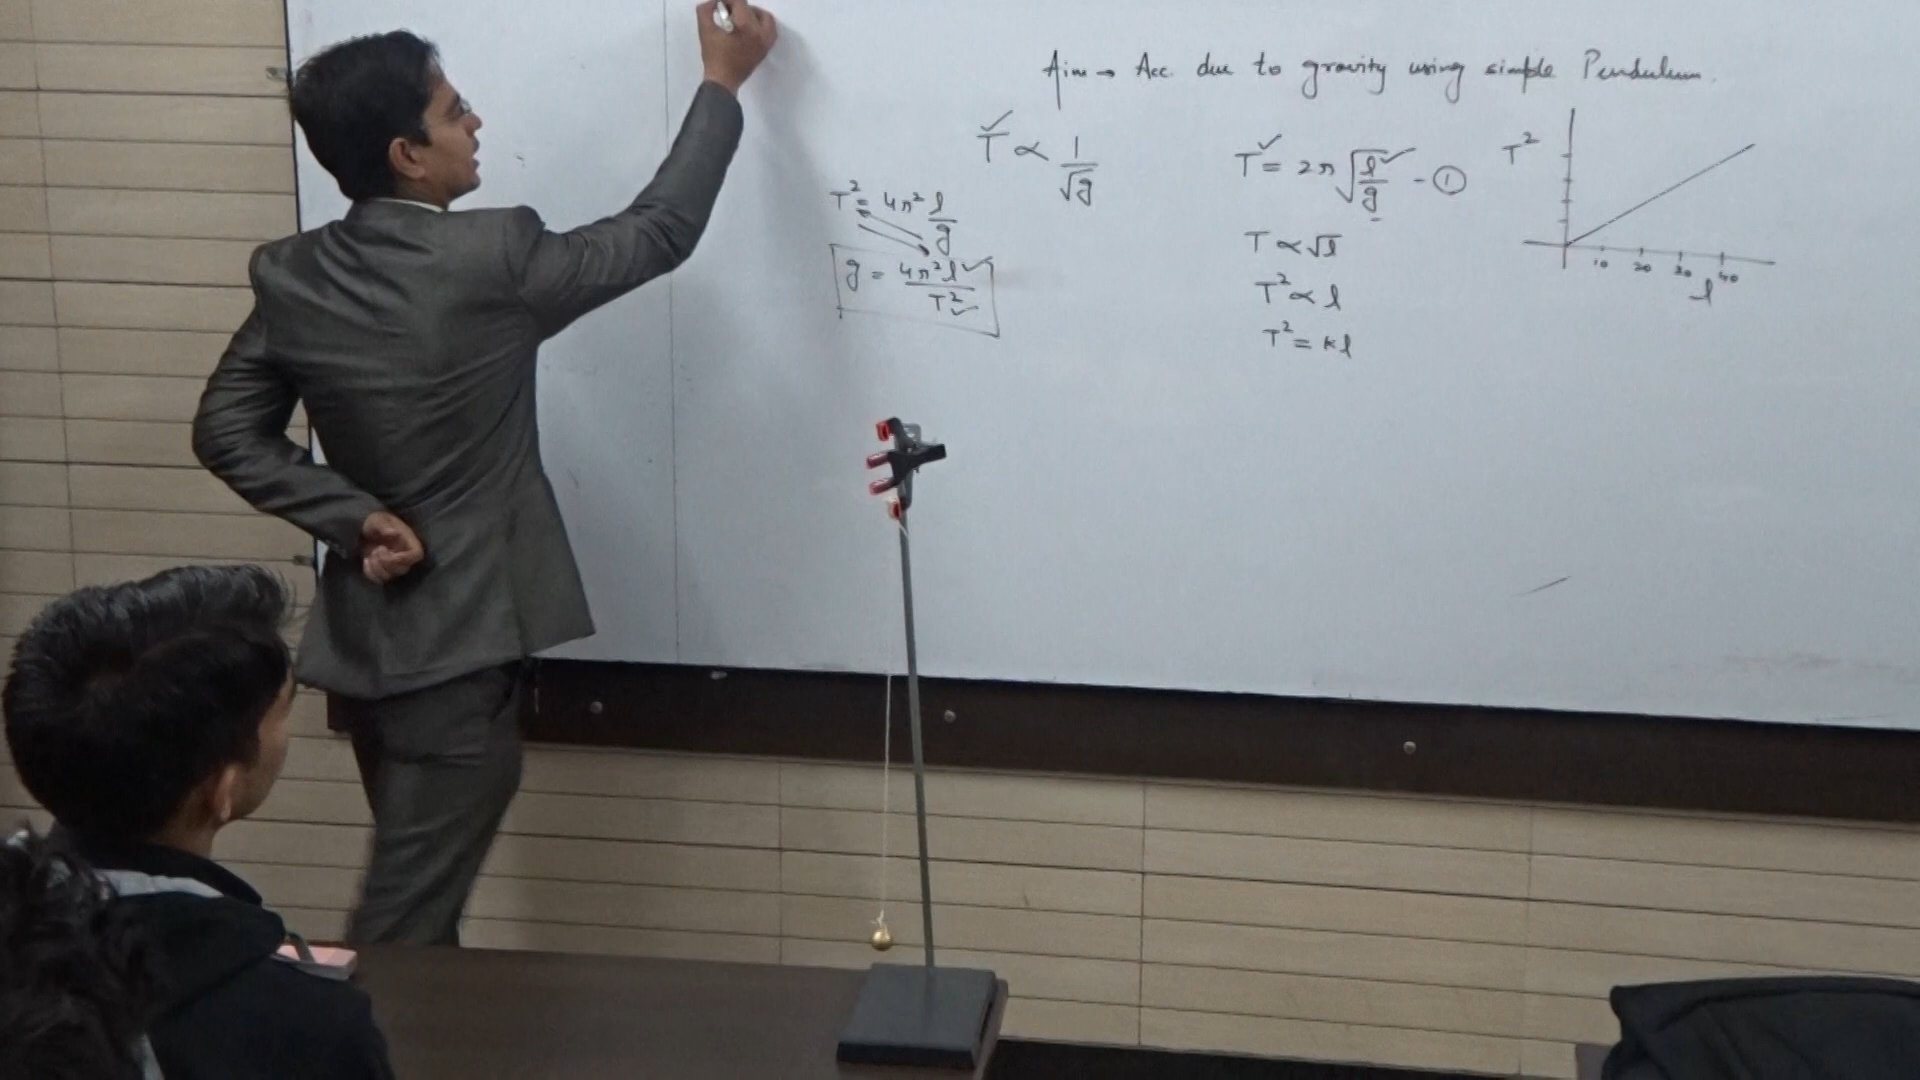 Aim → Acc. due to gravity using simple Pendulum.
T ∝ 1/√g
T = 2π√(l/g) - ①
T ∝ √l
T² ∝ l
T² = kl
T² = 4π² l/g
g = 4π²l/T²
T²
10 20 30 40
l